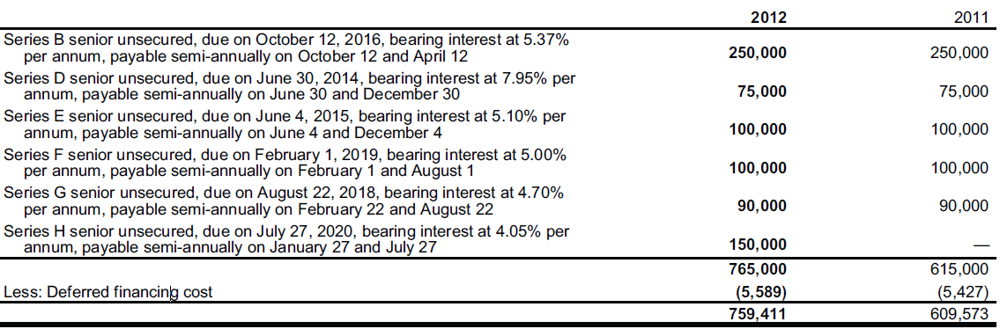 2012 2011
Series B senior unsecured, due on October 12, 2016, bearing interest at 5.37%
per annum, payable semi-annually on October 12 and April 12 250,000 250,000
Series D senior unsecured, due on June 30, 2014, bearing interest at 7.95% per
annum, payable semi-annually on June 30 and December 30 75,000 75,000
Series E senior unsecured, due on June 4, 2015, bearing interest at 5.10% per
annum, payable semi-annually on June 4 and December 4 100,000 100,000
Series F senior unsecured, due on February 1, 2019, bearing interest at 5.00%
per annum, payable semi-annually on February 1 and August 1 100,000 100,000
Series G senior unsecured, due on August 22, 2018, bearing interest at 4.70%
per annum, payable semi-annually on February 22 and August 22 90,000 90,000
Series H senior unsecured, due on July 27, 2020, bearing interest at 4.05% per
annum, payable semi-annually on January 27 and July 27 150,000 —
765,000 615,000
Less: Deferred financing cost (5,589) (5,427)
759,411 609,573